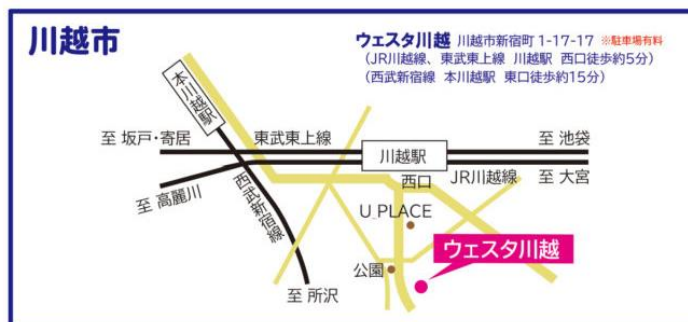 川越市
ウェスタ川越 川越市新宿町1-17-17 ※駐車場有料
（JR川越線、東武東上線 川越駅 西口徒歩約5分）
（西武新宿線 本川越駅 東口徒歩約15分）
本川越駅
至 坂戸・寄居
東武東上線
川越駅
至 池袋
至 高麗川
西武新宿線
西口
JR川越線
至 大宮
U_PLACE
ウェスタ川越
公園
至 所沢